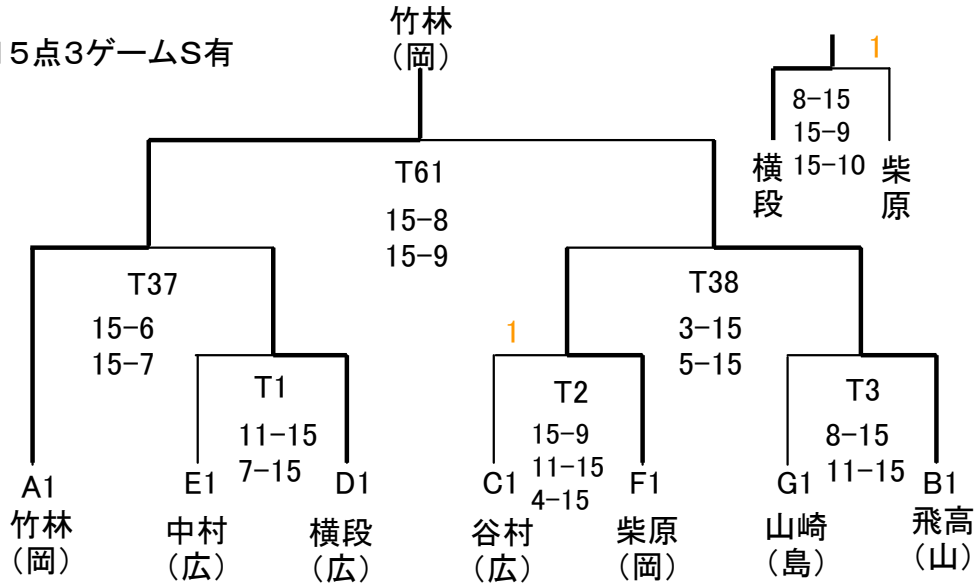 竹林
(岡)
15点3ゲームS有
1
8-15
15-9
15-10
横段
柴原
T61
15-8
15-9
T37
15-6
15-7
T38
3-15
5-15
1
T1
11-15
7-15
T2
15-9
11-15
4-15
T3
8-15
11-15
A1
竹林
(岡)
E1
中村
(広)
D1
横段
(広)
C1
谷村
(広)
F1
柴原
(岡)
G1
山崎
(島)
B1
飛高
(山)